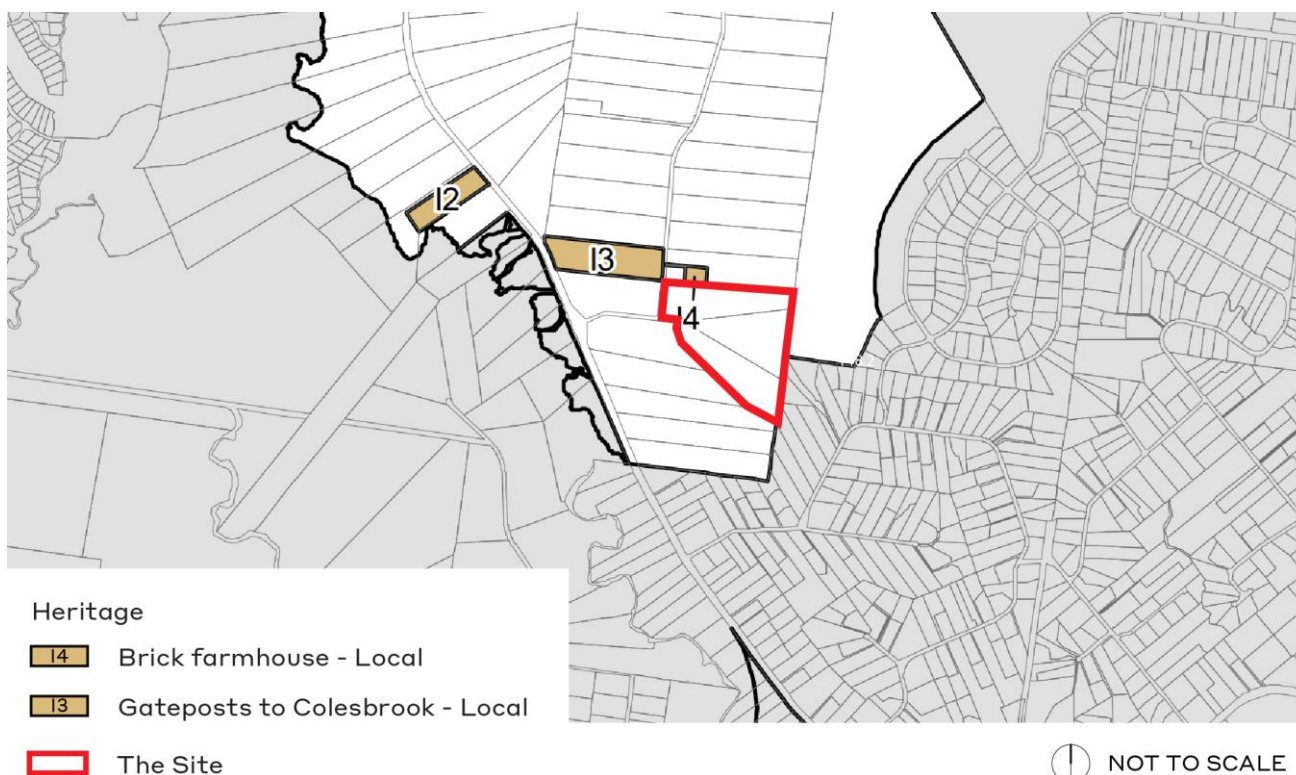 I2
I3
I4
Heritage
I4 Brick farmhouse - Local
I3 Gateposts to Colesbrook - Local
The Site
NOT TO SCALE